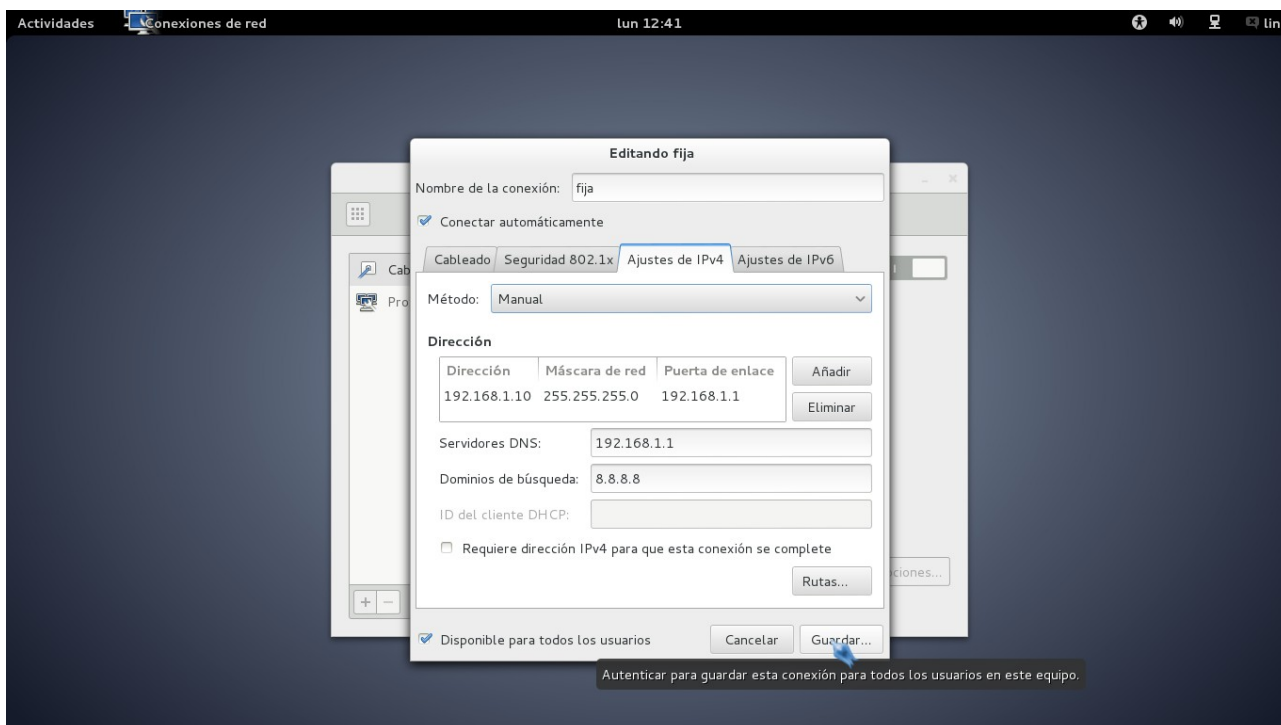 Actividades Conexiones de red lun 12:41 lin
Editando fija
Nombre de la conexión: fija
Conectar automáticamente
Cableado Seguridad 802.1x Ajustes de IPv4 Ajustes de IPv6
Cab
Método: Manual
Pro
Dirección
Dirección Máscara de red Puerta de enlace Añadir
192.168.1.10 255.255.255.0 192.168.1.1
Eliminar
Servidores DNS: 192.168.1.1
Dominios de búsqueda: 8.8.8.8
ID del cliente DHCP:
Requiere dirección IPv4 para que esta conexión se complete
Rutas... ciones...
Disponible para todos los usuarios Cancelar Guardar...
Autenticar para guardar esta conexión para todos los usuarios en este equipo.